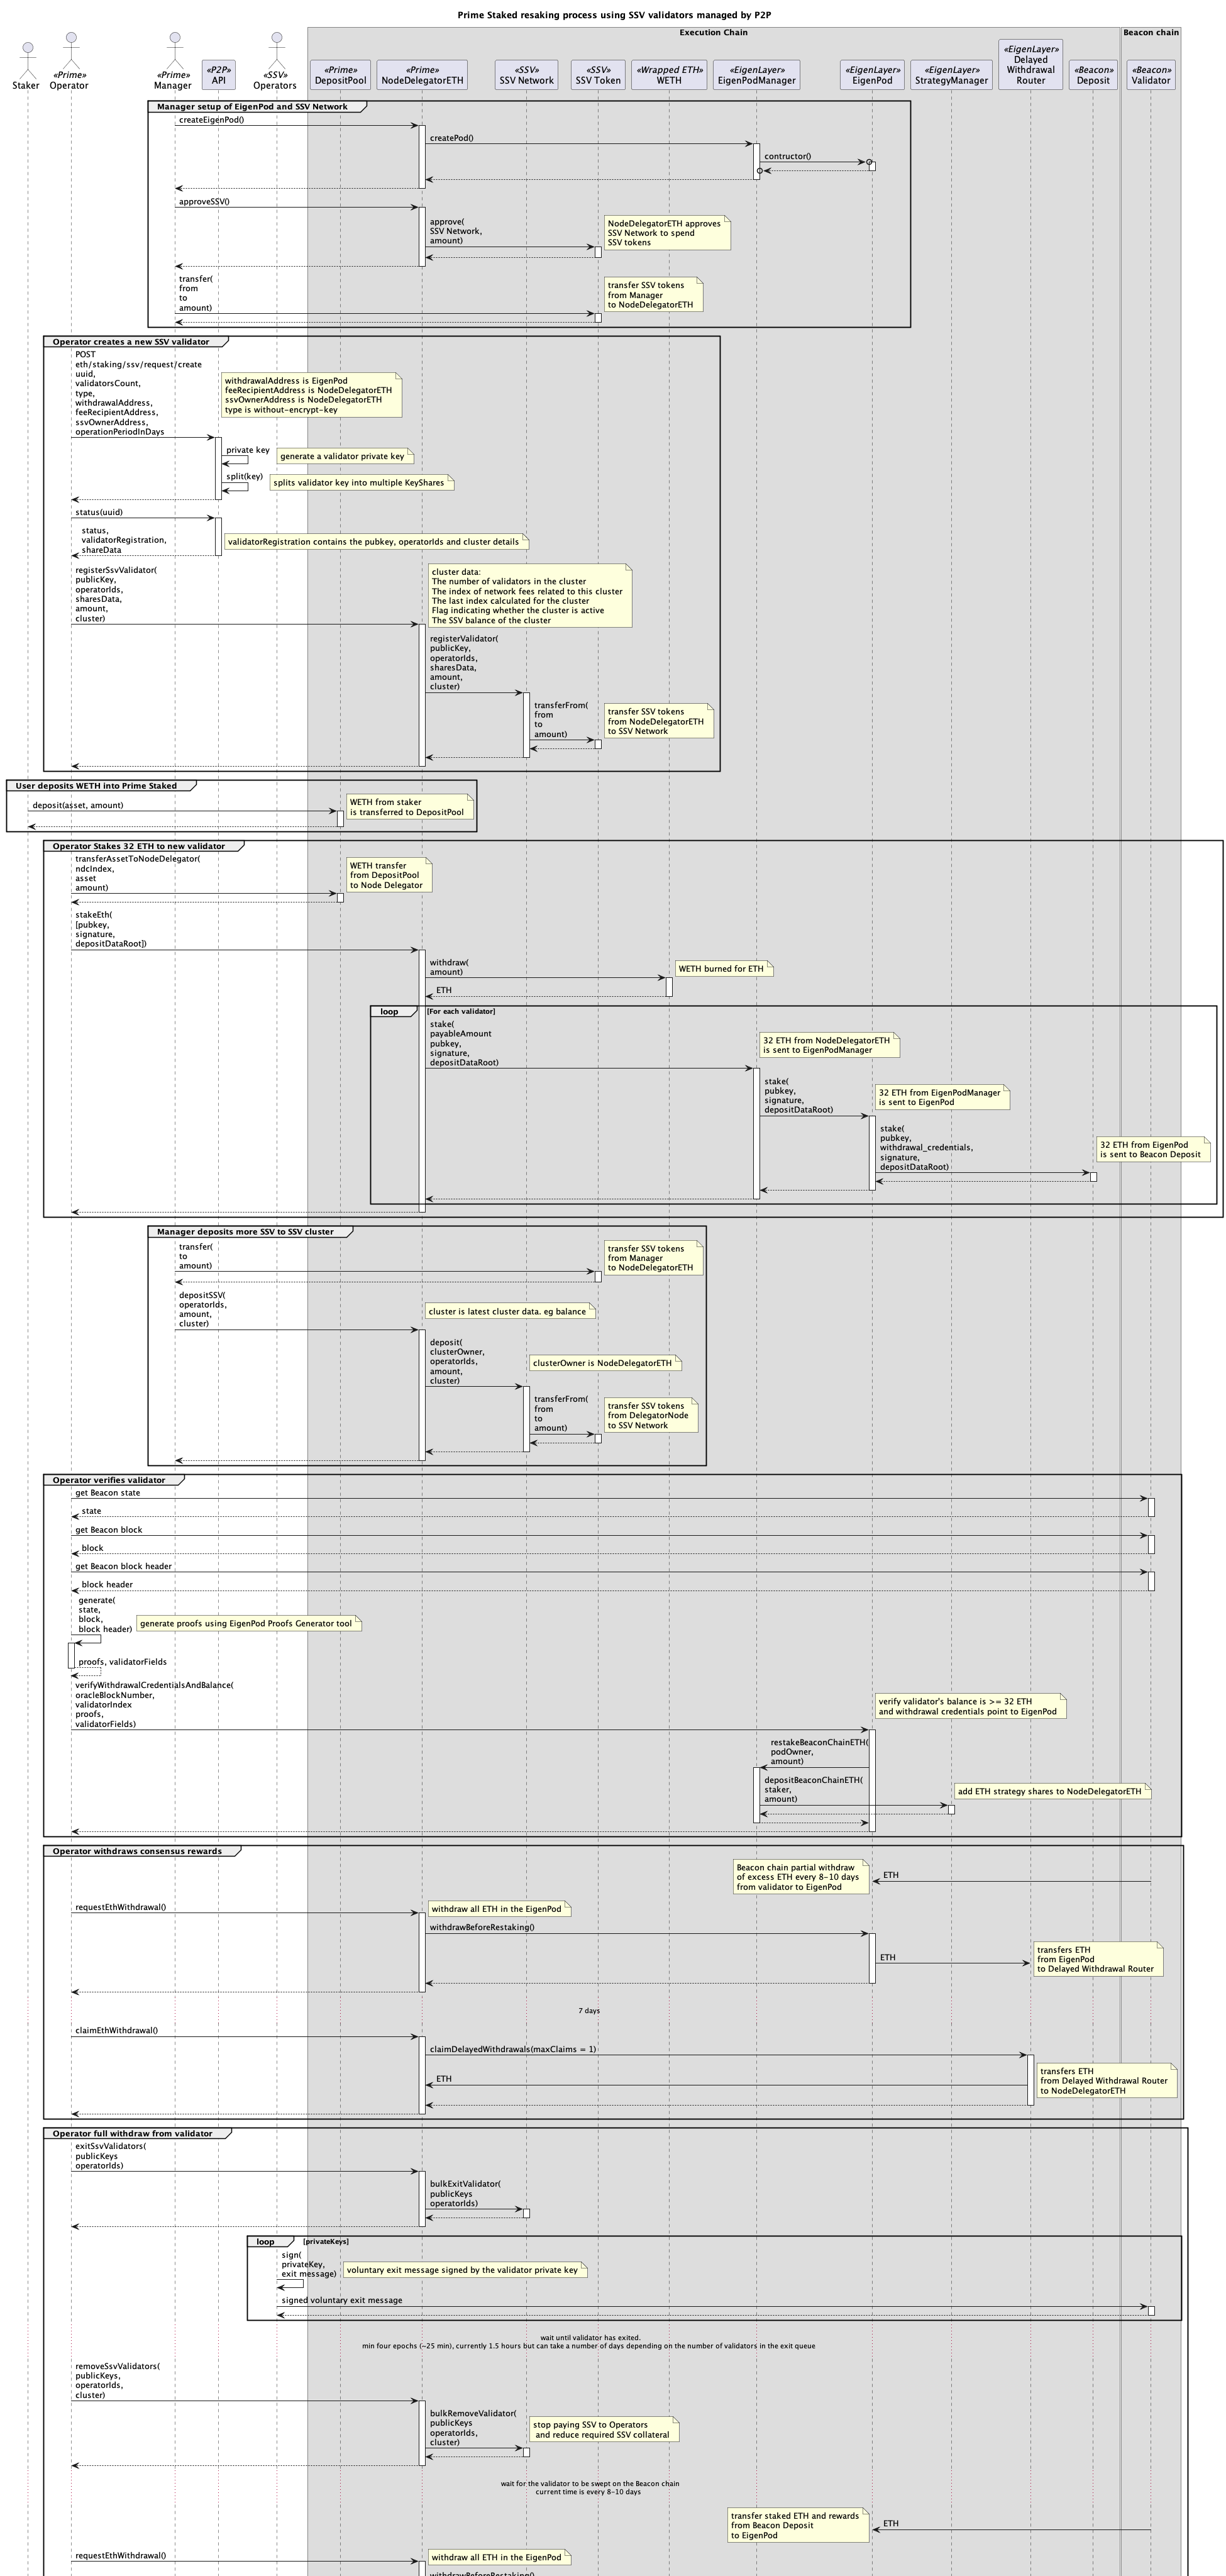 Prime Staked resaking process using SSV validators managed by P2P
Execution Chain
Beacon chain
Staker
«Prime»
Operator
«Prime»
Manager
«P2P»
API
«SSV»
Operators
«Prime»
DepositPool
«Prime»
NodeDelegatorETH
«SSV»
SSV Network
«SSV»
SSV Token
«Wrapped ETH»
WETH
«EigenLayer»
EigenPodManager
«EigenLayer»
EigenPod
«EigenLayer»
StrategyManager
«EigenLayer»
Delayed
Withdrawal
Router
«Beacon»
Deposit
«Beacon»
Validator
Manager setup of EigenPod and SSV Network
createEigenPod()
createPod()
contructor()
approveSSV()
approve(
SSV Network,
amount)
NodeDelegatorETH approves
SSV Network to spend
SSV tokens
transfer(
from
to
amount)
transfer SSV tokens
from Manager
to NodeDelegatorETH
Operator creates a new SSV validator
POST
eth/staking/ssv/request/create
uuid,
validatorsCount,
type,
withdrawalAddress,
feeRecipientAddress,
ssvOwnerAddress,
operationPeriodInDays
withdrawalAddress is EigenPod
feeRecipientAddress is NodeDelegatorETH
ssvOwnerAddress is NodeDelegatorETH
type is without-encrypt-key
private key
generate a validator private key
split(key)
splits validator key into multiple KeyShares
status(uuid)
status,
validatorRegistration,
shareData
validatorRegistration contains the pubkey, operatorIds and cluster details
registerSsvValidator(
publicKey,
operatorIds,
sharesData,
amount,
cluster)
cluster data:
The number of validators in the cluster
The index of network fees related to this cluster
The last index calculated for the cluster
Flag indicating whether the cluster is active
The SSV balance of the cluster
registerValidator(
publicKey,
operatorIds,
sharesData,
amount,
cluster)
transferFrom(
from
to
amount)
transfer SSV tokens
from NodeDelegatorETH
to SSV Network
User deposits WETH into Prime Staked
deposit(asset, amount)
WETH from staker
is transferred to DepositPool
Operator Stakes 32 ETH to new validator
transferAssetToNodeDelegator(
ndcIndex,
asset
amount)
WETH transfer
from DepositPool
to Node Delegator
stakeEth(
[pubkey,
signature,
depositDataRoot])
withdraw(
amount)
WETH burned for ETH
ETH
loop
[For each validator]
stake(
payableAmount
pubkey,
signature,
depositDataRoot)
32 ETH from NodeDelegatorETH
is sent to EigenPodManager
stake(
pubkey,
signature,
depositDataRoot)
32 ETH from EigenPodManager
is sent to EigenPod
stake(
pubkey,
withdrawal_credentials,
signature,
depositDataRoot)
32 ETH from EigenPod
is sent to Beacon Deposit
Manager deposits more SSV to SSV cluster
transfer(
to
amount)
transfer SSV tokens
from Manager
to NodeDelegatorETH
depositSSV(
operatorIds,
amount,
cluster)
cluster is latest cluster data. eg balance
deposit(
clusterOwner,
operatorIds,
amount,
cluster)
clusterOwner is NodeDelegatorETH
transferFrom(
from
to
amount)
transfer SSV tokens
from DelegatorNode
to SSV Network
Operator verifies validator
get Beacon state
state
get Beacon block
block
get Beacon block header
block header
generate(
state,
block,
block header)
generate proofs using EigenPod Proofs Generator tool
proofs, validatorFields
verifyWithdrawalCredentialsAndBalance(
oracleBlockNumber,
validatorIndex
proofs,
validatorFields)
verify validator's balance is >= 32 ETH
and withdrawal credentials point to EigenPod
restakeBeaconChainETH(
podOwner,
amount)
depositBeaconChainETH(
staker,
amount)
add ETH strategy shares to NodeDelegatorETH
Operator withdraws consensus rewards
Beacon chain partial withdraw
of excess ETH every 8-10 days
from validator to EigenPod
ETH
requestEthWithdrawal()
withdraw all ETH in the EigenPod
withdrawBeforeRestaking()
ETH
transfers ETH
from EigenPod
to Delayed Withdrawal Router
7 days
claimEthWithdrawal()
claimDelayedWithdrawals(maxClaims = 1)
ETH
transfers ETH
from Delayed Withdrawal Router
to NodeDelegatorETH
Operator full withdraw from validator
exitSsvValidators(
publicKeys
operatorIds)
bulkExitValidator(
publicKeys
operatorIds)
loop
[privateKeys]
sign(
privateKey,
exit message)
voluntary exit message signed by the validator private key
signed voluntary exit message
wait until validator has exited.
min four epochs (~25 min), currently 1.5 hours but can take a number of days depending on the number of validators in the exit queue
removeSsvValidators(
publicKeys,
operatorIds,
cluster)
bulkRemoveValidator(
publicKeys
operatorIds,
cluster)
stop paying SSV to Operators
and reduce required SSV collateral
wait for the validator to be swept on the Beacon chain
current time is every 8-10 days
transfer staked ETH and rewards
from Beacon Deposit
to EigenPod
ETH
requestEthWithdrawal()
withdraw all ETH in the EigenPod
withdrawBeforeRestaking()